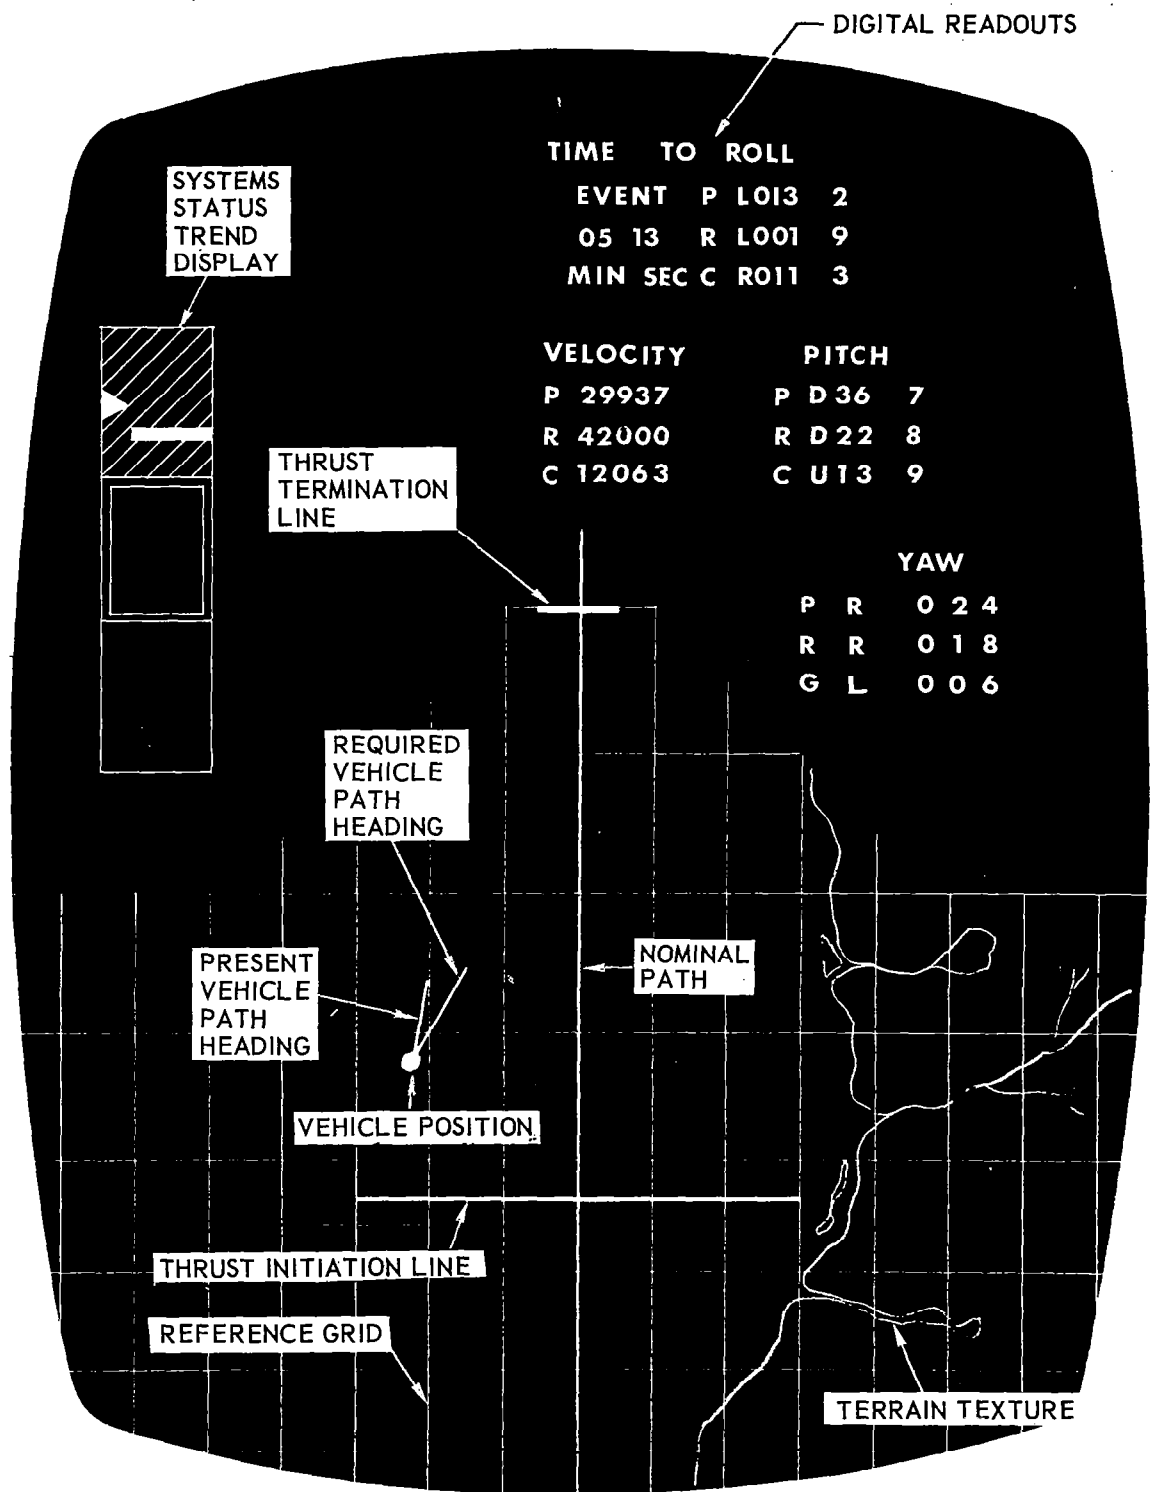 DIGITAL READOUTS
TIME TO ROLL
EVENT P L013 2
05 13 R L001 9
MIN SEC C R011 3
SYSTEMS
STATUS
TREND
DISPLAY
VELOCITY PITCH
P 29937 P D36 7
R 42000 R D22 8
C 12063 C U13 9
THRUST
TERMINATION
LINE
YAW
P R 024
R R 018
G L 006
REQUIRED
VEHICLE
PATH
HEADING
PRESENT
VEHICLE
PATH
HEADING
NOMINAL
PATH
VEHICLE POSITION
THRUST INITIATION LINE
REFERENCE GRID
TERRAIN TEXTURE